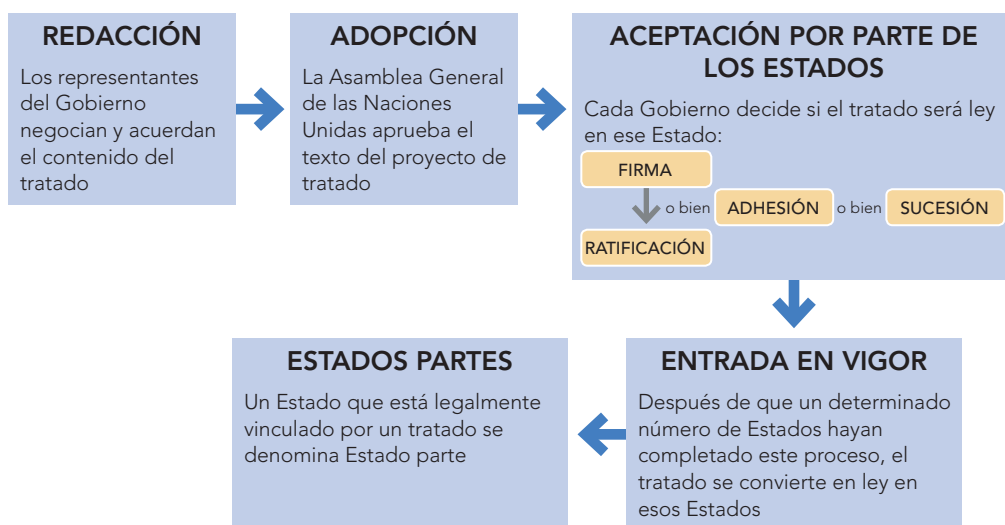 REDACCIÓN
Los representantes
del Gobierno
negocian y acuerdan
el contenido del
tratado
ADOPCIÓN
La Asamblea General
de las Naciones
Unidas aprueba el
texto del proyecto de
tratado
ACEPTACIÓN POR PARTE DE
LOS ESTADOS
Cada Gobierno decide si el tratado será ley
en ese Estado:
FIRMA
o bien ADHESIÓN o bien SUCESIÓN
RATIFICACIÓN
ENTRADA EN VIGOR
Después de que un determinado
número de Estados hayan
completado este proceso, el
tratado se convierte en ley en
esos Estados
ESTADOS PARTES
Un Estado que está legalmente
vinculado por un tratado se
denomina Estado parte